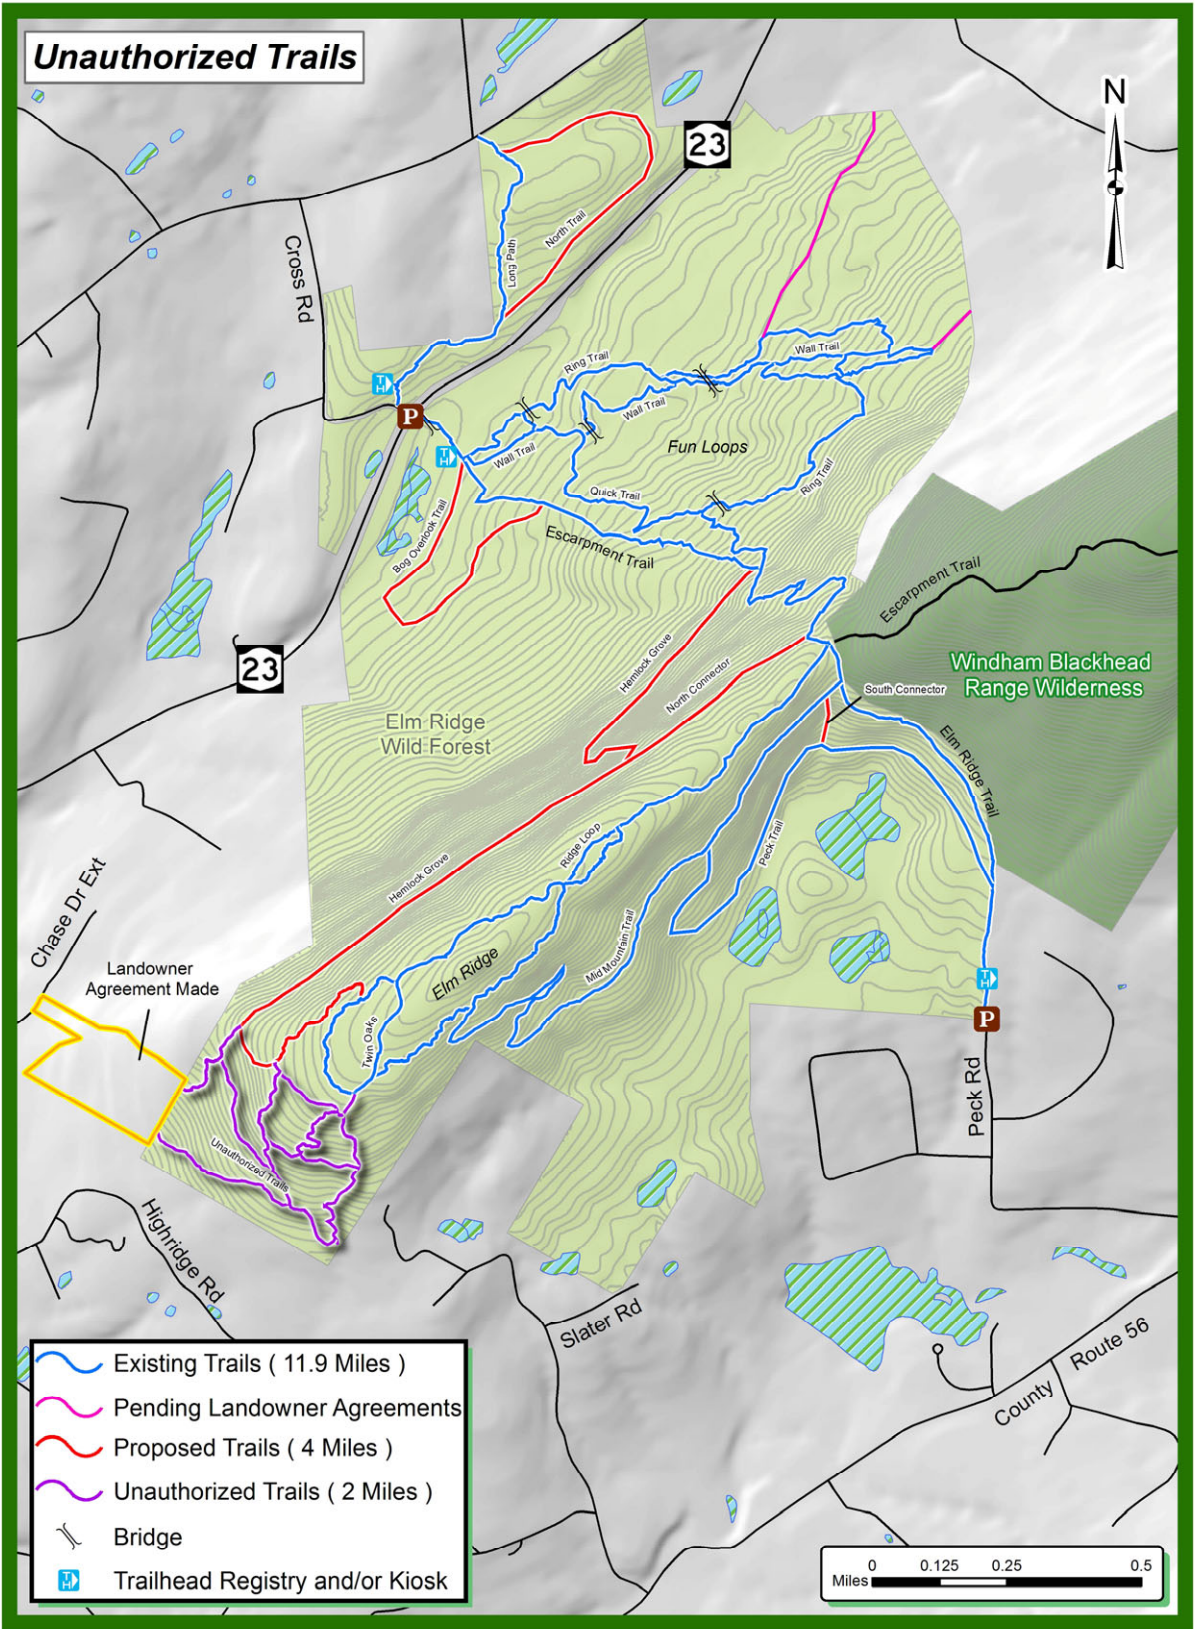 Unauthorized Trails
N
23
Cross Rd
North Trail
Long Path
TH
P
TH
Ring Trail
Wall Trail
Wall Trail
Wall Trail
Fun Loops
Ring Trail
Quick Trail
Bog Overlook Trail
Escarpment Trail
Escarpment Trail
23
Hemlock Grove
North Connector
South Connector
Windham Blackhead
Range Wilderness
Elm Ridge
Wild Forest
Elm Ridge Trail
Peck Trail
Ridge Loop
Hemlock Grove
Mid Mountain Trail
Elm Ridge
Twin Oaks
Chase Dr Ext
Landowner
Agreement Made
TH
P
Peck Rd
Unauthorized Trails
Highridge Rd
Slater Rd
County Route 56
Existing Trails ( 11.9 Miles )
Pending Landowner Agreements
Proposed Trails ( 4 Miles )
Unauthorized Trails ( 2 Miles )
Bridge
TH Trailhead Registry and/or Kiosk
0 0.125 0.25 0.5
Miles